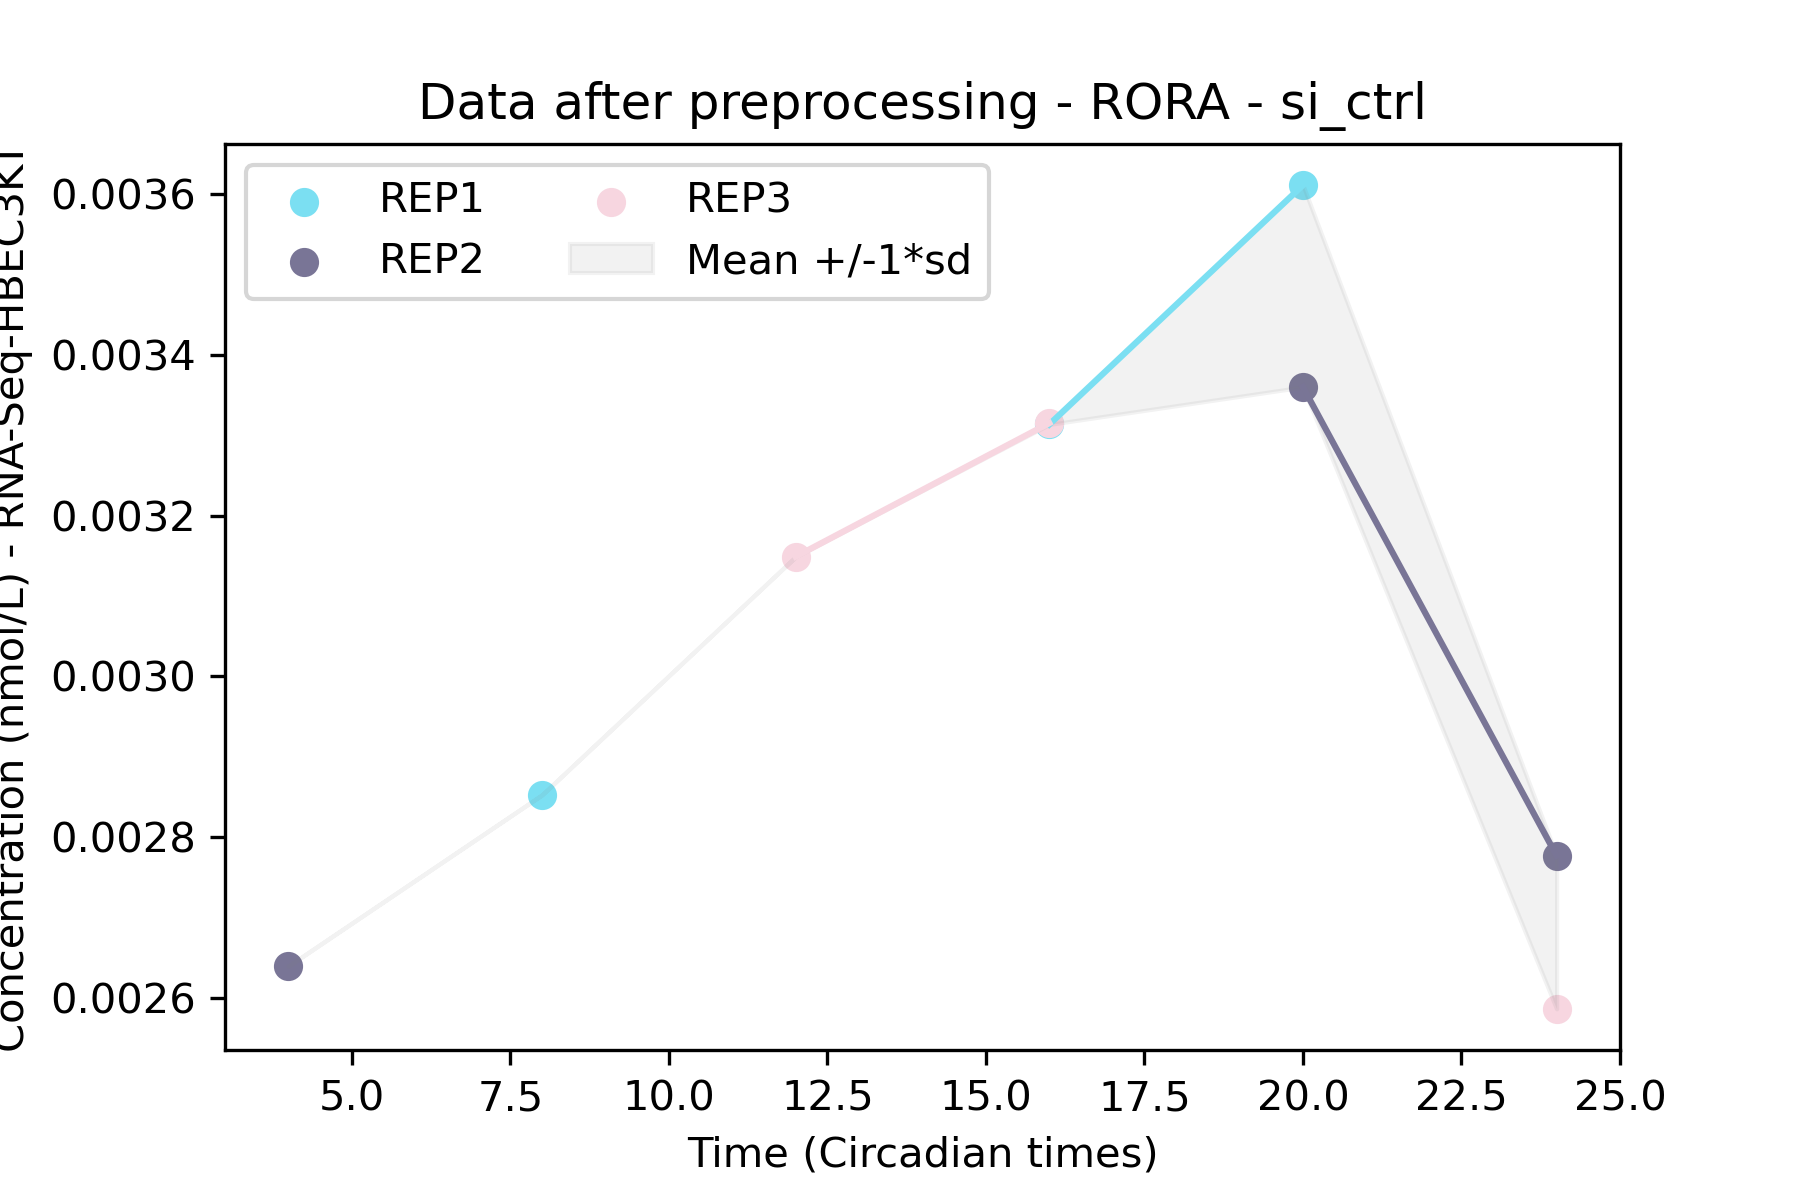 Data after preprocessing - RORA - si_ctrl
REP1
REP2
REP3
Mean +/-1*sd
Concentration (nmol/L) - RNA-Seq-HBEC3KT
0.0036
0.0034
0.0032
0.0030
0.0028
0.0026
5.0 7.5 10.0 12.5 15.0 17.5 20.0 22.5 25.0
Time (Circadian times)